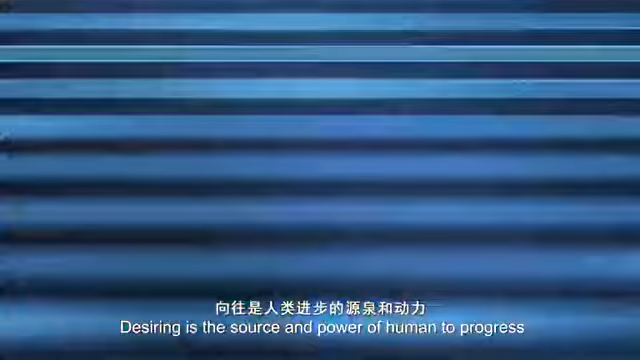 向往是人类进步的源泉和动力
Desiring is the source and power of human to progress